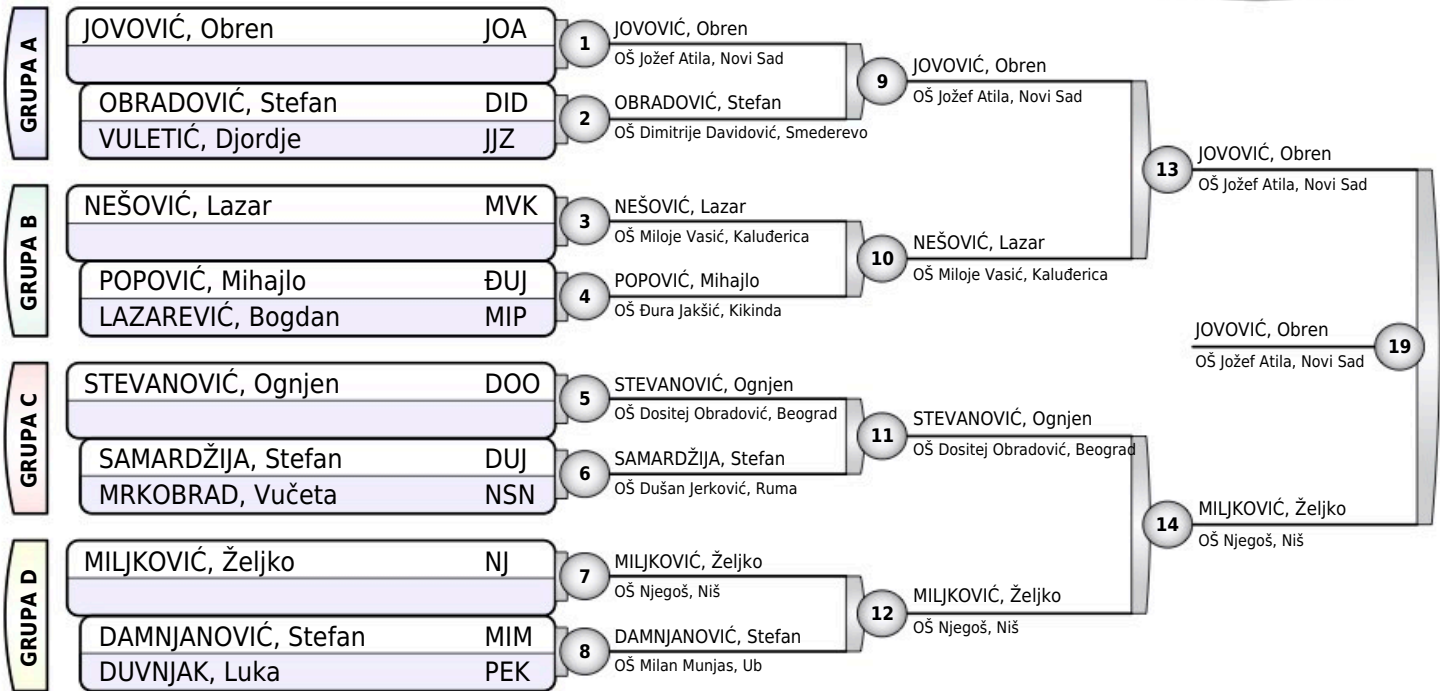 GRUPA A
JOVOVIĆ, Obren JOA
OBRADOVIĆ, Stefan DID
VULETIĆ, Djordje JJZ
GRUPA B
NEŠOVIĆ, Lazar MVK
POPOVIĆ, Mihajlo ĐUJ
LAZAREVIĆ, Bogdan MIP
GRUPA C
STEVANOVIĆ, Ognjen DOO
SAMARDŽIJA, Stefan DUJ
MRKOBRAD, Vučeta NSN
GRUPA D
MILJKOVIĆ, Željko NJ
DAMNJANOVIĆ, Stefan MIM
DUVNJAK, Luka PEK
1
JOVOVIĆ, Obren
OŠ Jožef Atila, Novi Sad
2
OBRADOVIĆ, Stefan
OŠ Dimitrije Davidović, Smederevo
3
NEŠOVIĆ, Lazar
OŠ Miloje Vasić, Kaluđerica
4
POPOVIĆ, Mihajlo
OŠ Đura Jakšić, Kikinda
5
STEVANOVIĆ, Ognjen
OŠ Dositej Obradović, Beograd
6
SAMARDŽIJA, Stefan
OŠ Dušan Jerković, Ruma
7
MILJKOVIĆ, Željko
OŠ Njegoš, Niš
8
DAMNJANOVIĆ, Stefan
OŠ Milan Munjas, Ub
9
JOVOVIĆ, Obren
OŠ Jožef Atila, Novi Sad
10
NEŠOVIĆ, Lazar
OŠ Miloje Vasić, Kaluđerica
11
STEVANOVIĆ, Ognjen
OŠ Dositej Obradović, Beograd
12
MILJKOVIĆ, Željko
OŠ Njegoš, Niš
13
JOVOVIĆ, Obren
OŠ Jožef Atila, Novi Sad
14
MILJKOVIĆ, Željko
OŠ Njegoš, Niš
JOVOVIĆ, Obren
OŠ Jožef Atila, Novi Sad
19